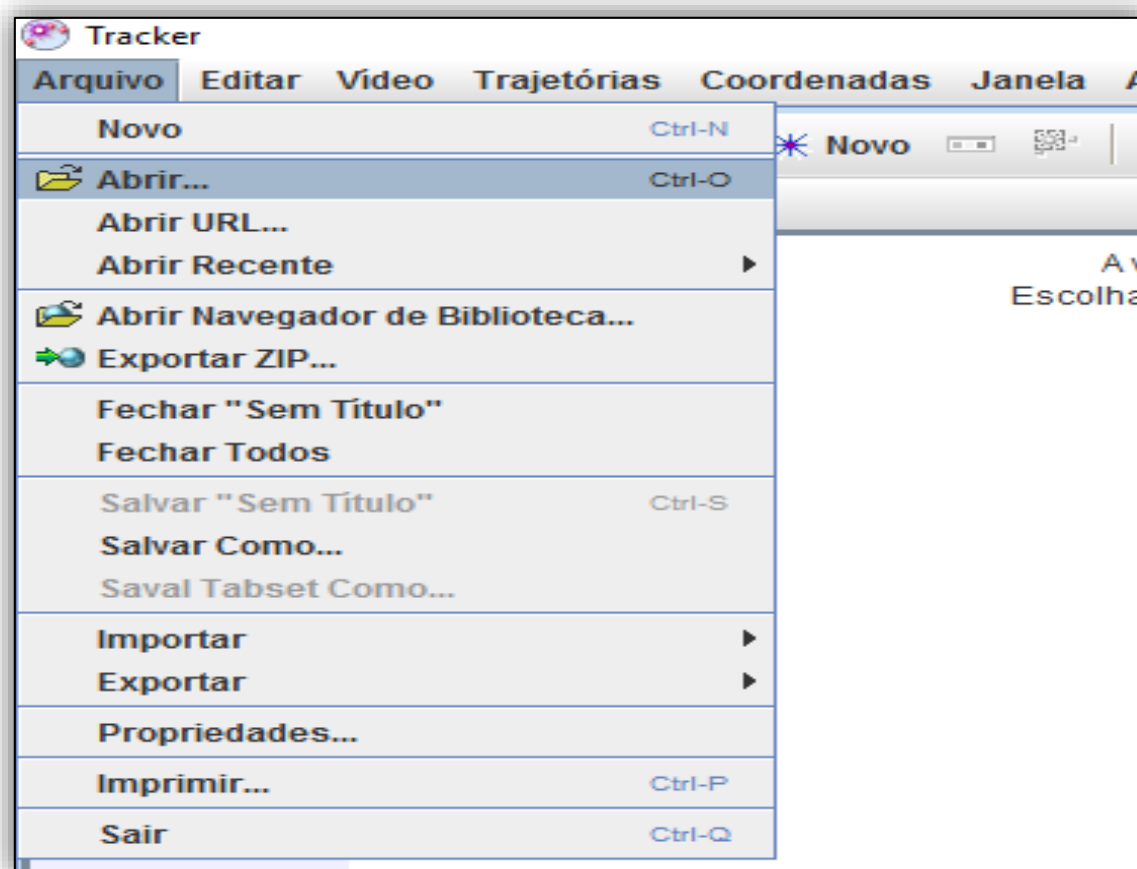 Tracker
Arquivo Editar Vídeo Trajetórias Coordenadas Janela
Novo Ctrl-N
Novo
Abrir... Ctrl-O
Abrir URL...
Abrir Recente
Escolha
Abrir Navegador de Biblioteca...
Exportar ZIP...
Fechar "Sem Título"
Fechar Todos
Salvar "Sem Título" Ctrl-S
Salvar Como...
Saval Tabset Como...
Importar
Exportar
Propriedades...
Imprimir... Ctrl-P
Sair Ctrl-Q